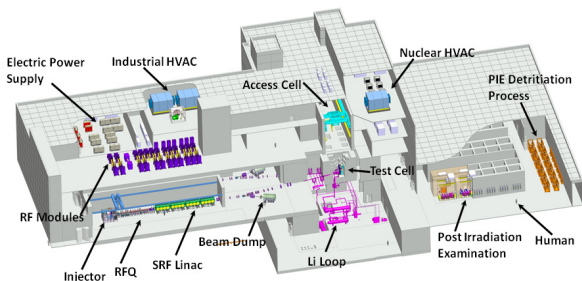 Industrial HVAC
Nuclear HVAC
Electric Power
Supply
Access Cell
PIE Detritiation
Process
Test Cell
RF Modules
Beam Dump
Post Irradiation
Examination
Human
SRF Linac
Li Loop
RFQ
Injector